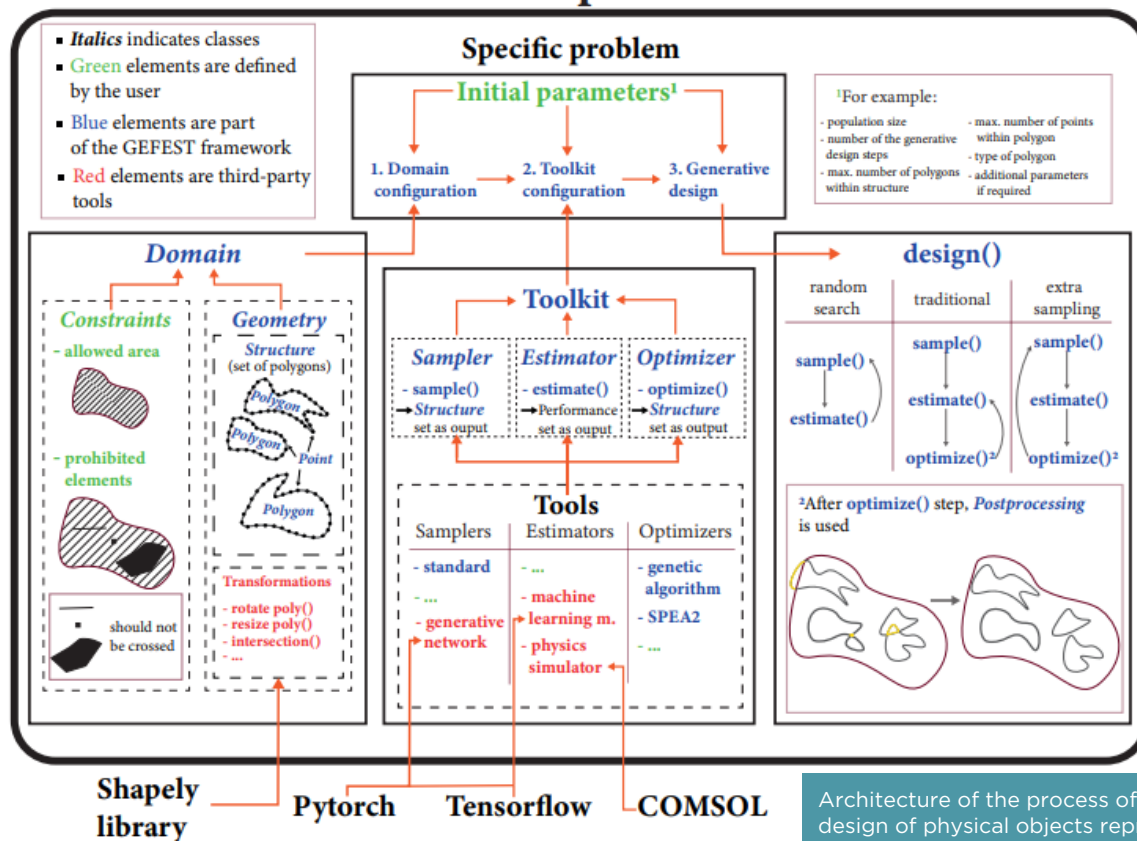 ▪ Italics indicates classes
▪ Green elements are defined
by the user
▪ Blue elements are part
of the GEFEST framework
▪ Red elements are third-party
tools
Specific problem
Initial parameters¹
1. Domain
configuration
2. Toolkit
configuration
3. Generative
design
¹For example:
- population size
- number of the generative
design steps
- max. number of polygons
within structure
- max. number of points
within polygon
- type of polygon
- additional parameters
if required
Domain
Constraints
- allowed area
- prohibited
elements
should not
be crossed
Geometry
Structure
(set of polygons)
Polygon
Polygon
Point
Polygon
Transformations
- rotate poly()
- resize poly()
- intersection()
- ...
Toolkit
Sampler
- sample()
Structure
set as ouput
Estimator
- estimate()
Performance
set as ouput
Optimizer
- optimize()
Structure
set as output
Tools
Samplers
- standard
- ...
- generative
network
Estimators
- ...
- machine
learning m.
- physics
simulator
Optimizers
- genetic
algorithm
- SPEA2
- ...
design()
random
search
sample()
estimate()
traditional
sample()
estimate()
optimize()²
extra
sampling
sample()
estimate()
optimize()²
²After optimize() step, Postprocessing
is used
Shapely
library
Pytorch
Tensorflow
COMSOL
Architecture of the process of
design of physical objects